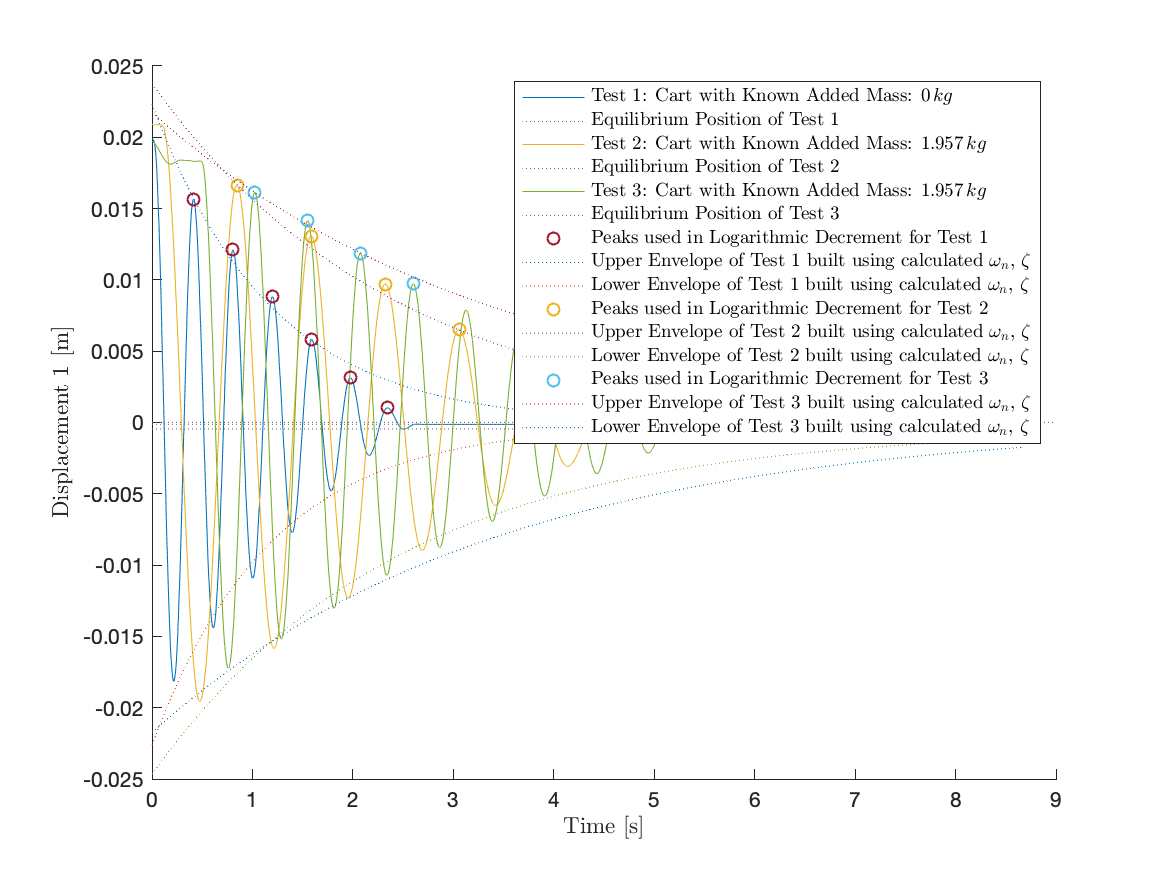 0.025
0.02
0.015
0.01
0.005
0
-0.005
-0.01
-0.015
-0.02
-0.025
Displacement 1 [m]
0 1 2 3 4 5 6 7 8 9
Time [s]
Test 1: Cart with Known Added Mass: 0 kg
Equilibrium Position of Test 1
Test 2: Cart with Known Added Mass: 1.957 kg
Equilibrium Position of Test 2
Test 3: Cart with Known Added Mass: 1.957 kg
Equilibrium Position of Test 3
Peaks used in Logarithmic Decrement for Test 1
Upper Envelope of Test 1 built using calculated ωₙ, ζ
Lower Envelope of Test 1 built using calculated ωₙ, ζ
Peaks used in Logarithmic Decrement for Test 2
Upper Envelope of Test 2 built using calculated ωₙ, ζ
Lower Envelope of Test 2 built using calculated ωₙ, ζ
Peaks used in Logarithmic Decrement for Test 3
Upper Envelope of Test 3 built using calculated ωₙ, ζ
Lower Envelope of Test 3 built using calculated ωₙ, ζ